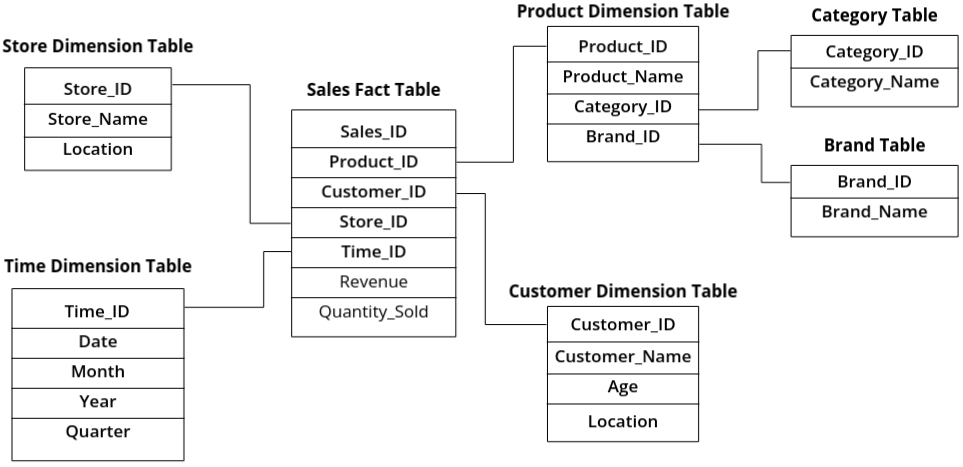 Store Dimension Table
Store_ID
Store_Name
Location
Time Dimension Table
Time_ID
Date
Month
Year
Quarter
Sales Fact Table
Sales_ID
Product_ID
Customer_ID
Store_ID
Time_ID
Revenue
Quantity_Sold
Product Dimension Table
Product_ID
Product_Name
Category_ID
Brand_ID
Customer Dimension Table
Customer_ID
Customer_Name
Age
Location
Category Table
Category_ID
Category_Name
Brand Table
Brand_ID
Brand_Name